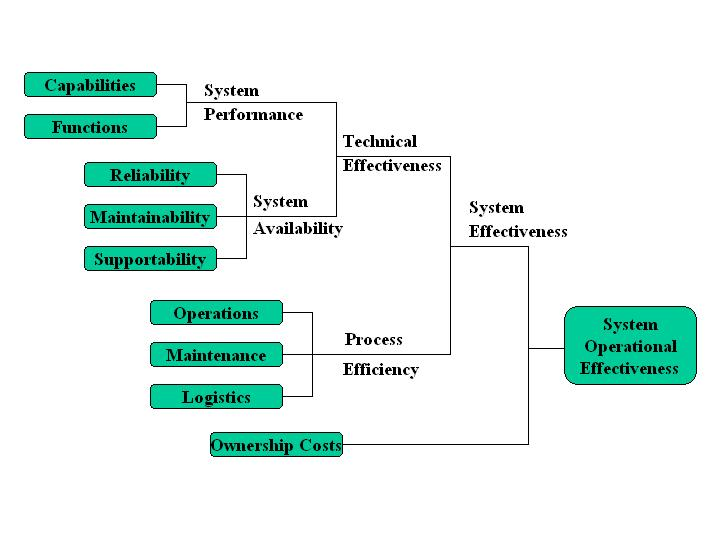 Capabilities
System
Performance
Functions
Technical
Effectiveness
Reliability
System
Availability
Maintainability
System
Effectiveness
Supportability
Operations
System
Operational
Effectiveness
Process
Efficiency
Maintenance
Logistics
Ownership Costs